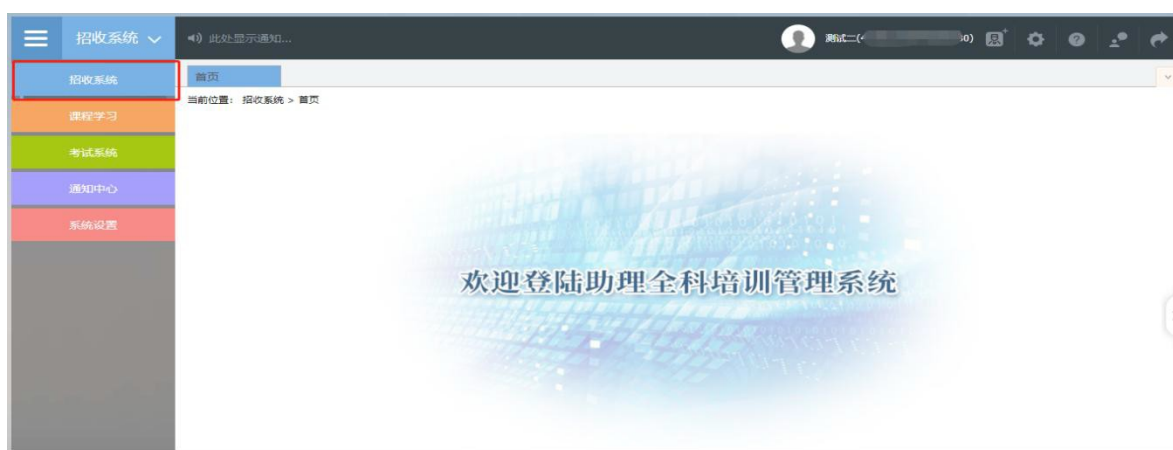 招收系统
此处显示通知...
测试二(4 60)
招收系统
首页
当前位置： 招收系统 > 首页
课程学习
考试系统
通知中心
系统设置
欢迎登陆助理全科培训管理系统